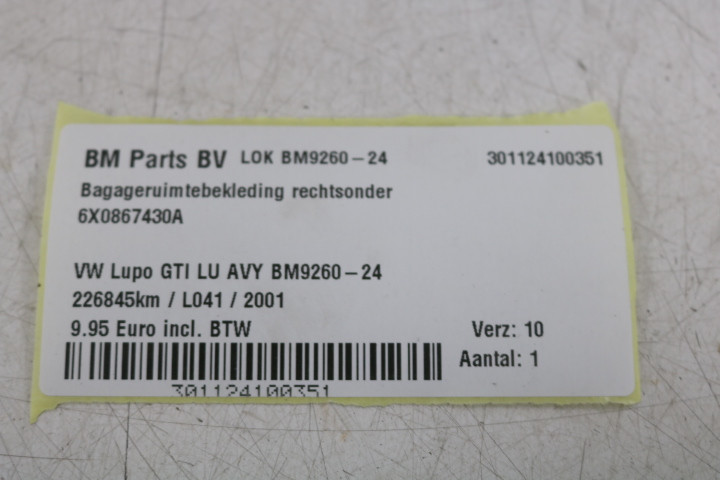 BM Parts BV LOK BM9260-24 301124100351
Bagageruimtebekleding rechtsonder
6X0867430A
VW Lupo GTI LU AVY BM9260-24
226845km / L041 / 2001
9.95 Euro incl. BTW Verz: 10
Aantal: 1
301124100351